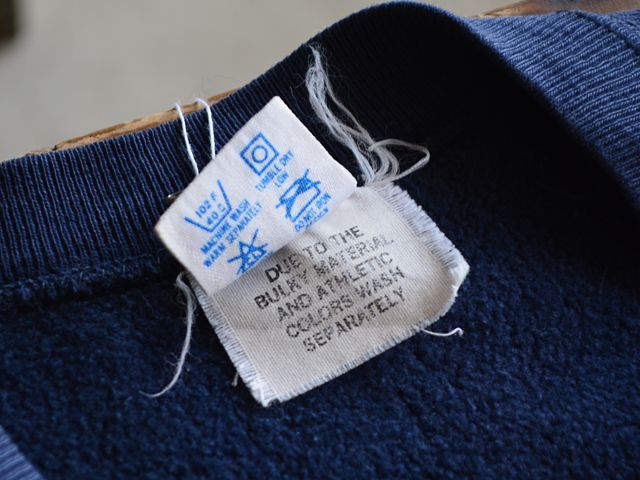 102 F
40 C
MACHINE WASH
WARM SEPARATELY
TUMBLE DRY
LOW
DO NOT IRON
DUE TO THE
BULKY MATERIAL
AND ATHLETIC
COLORS WASH
SEPARATELY